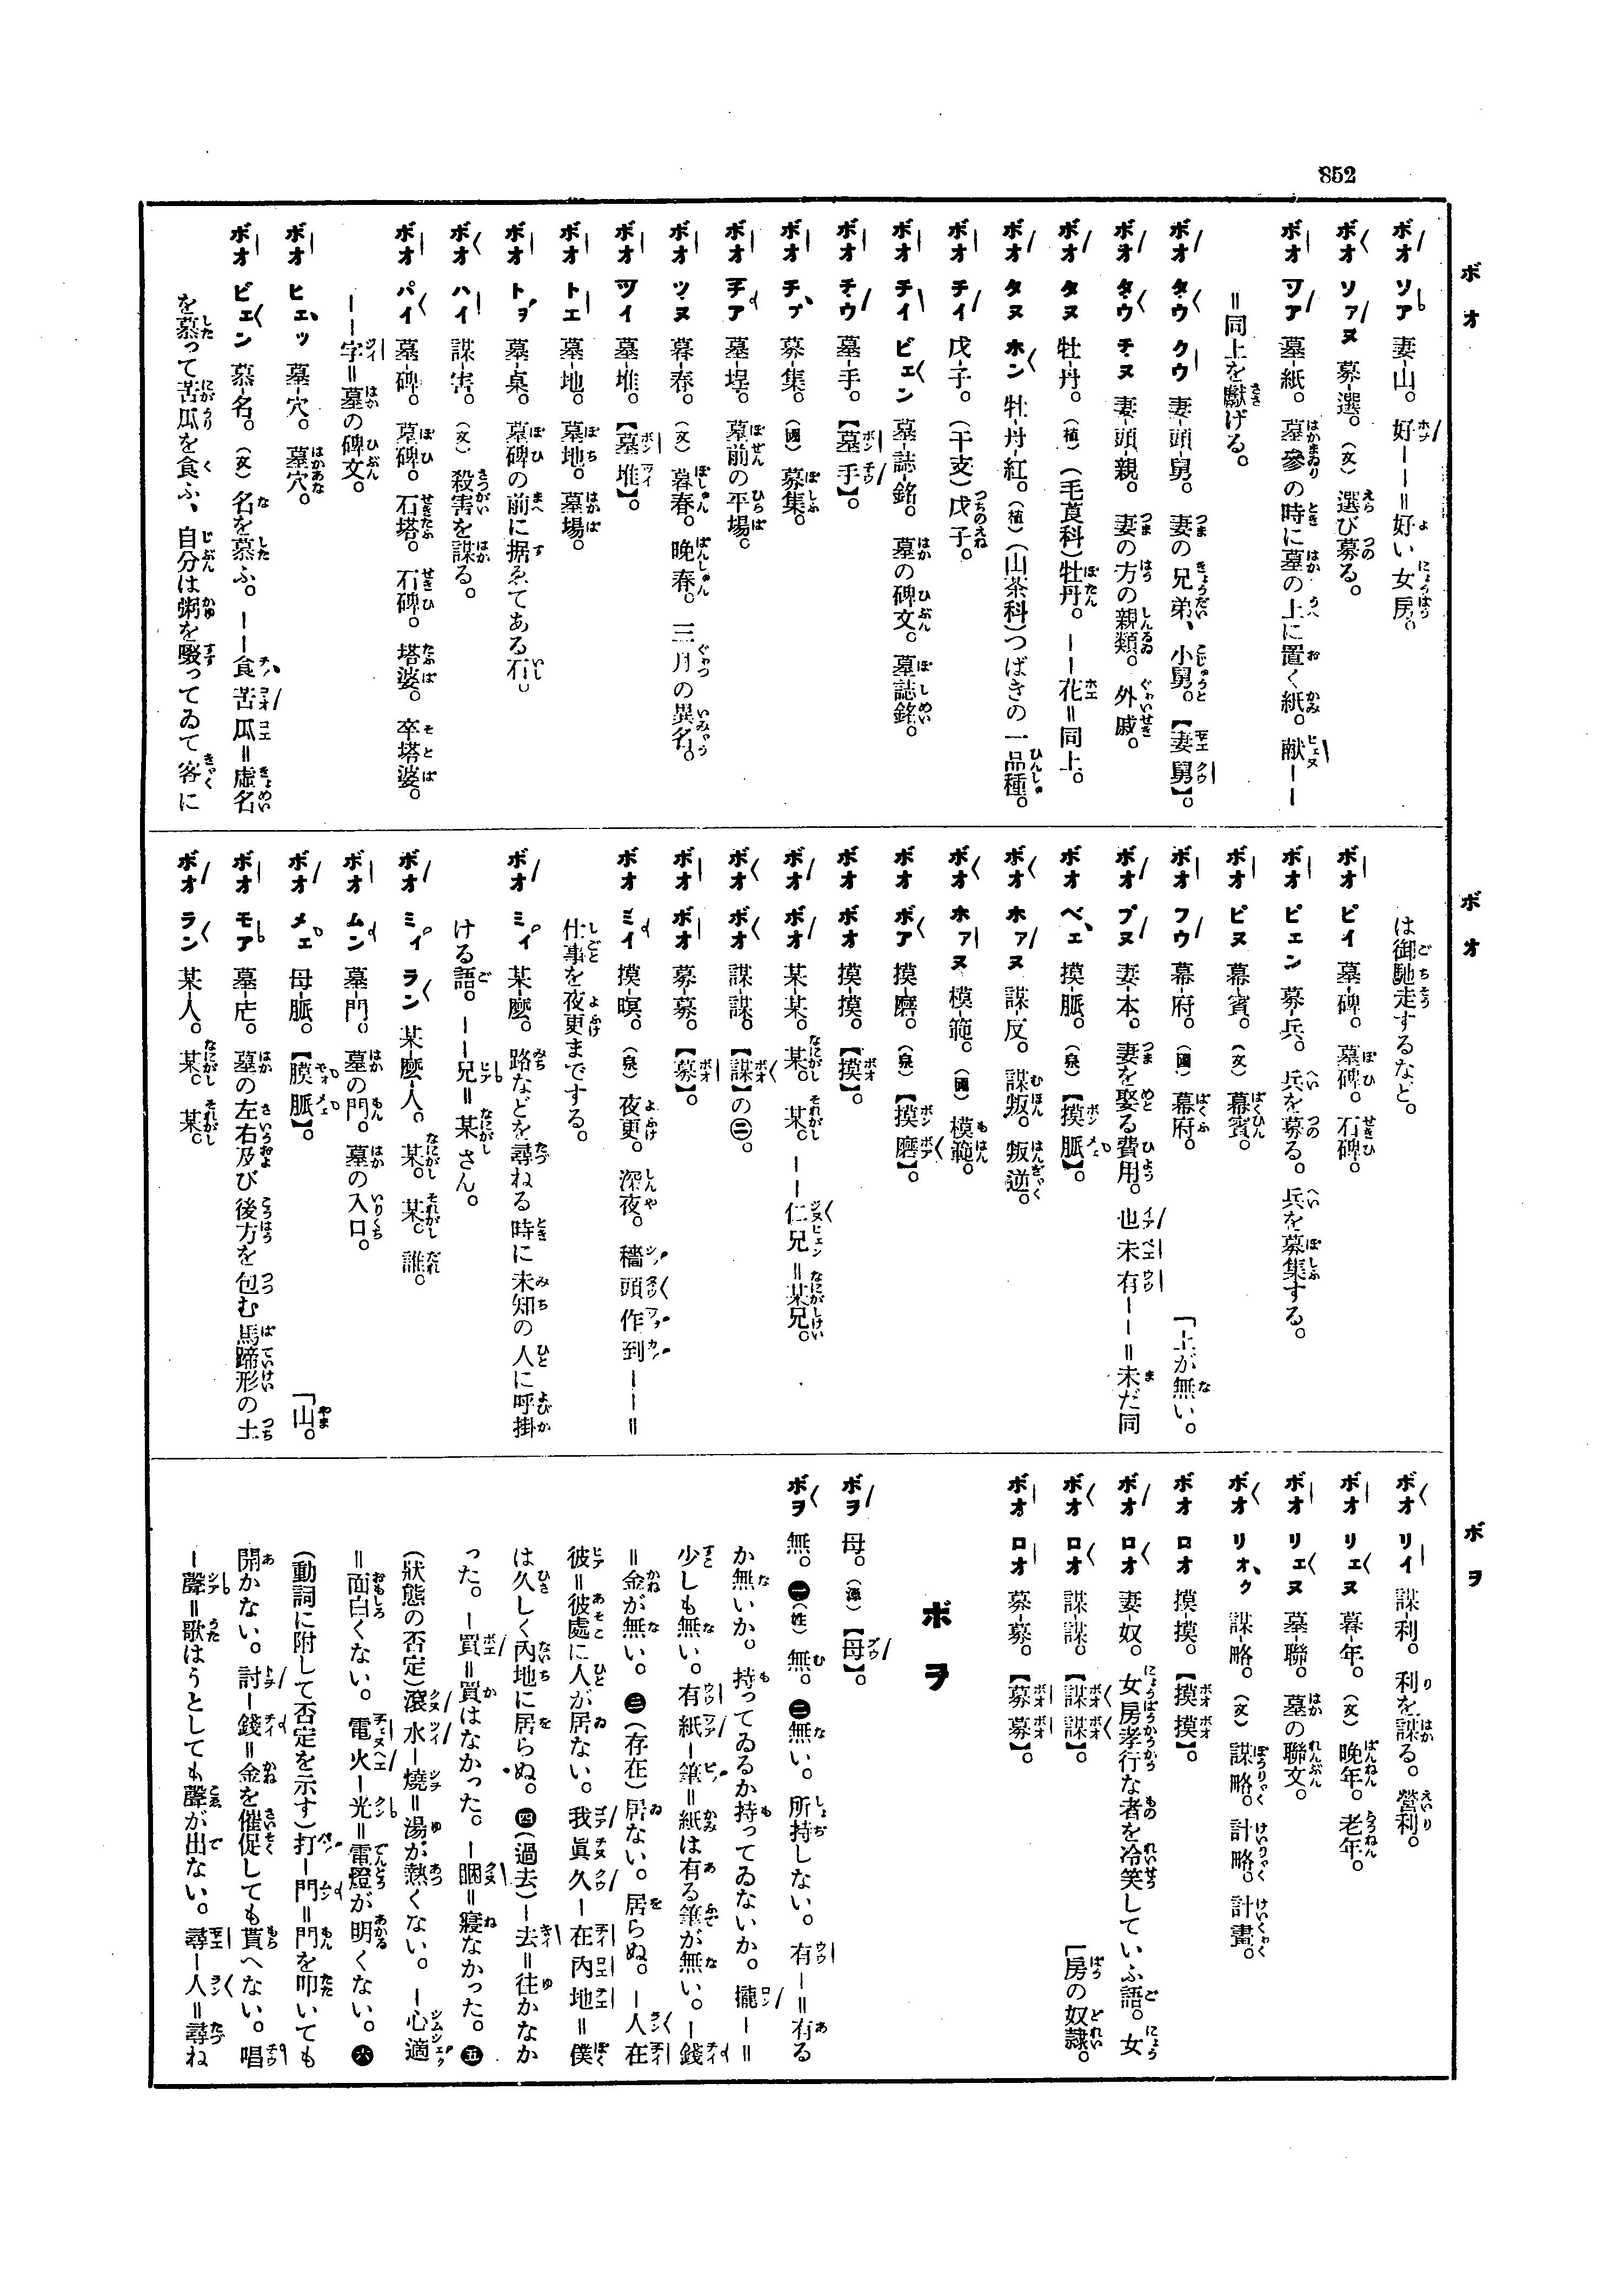 852
ボオ
ボオ
ボヲ
ボオ ソア 妻-山。好ーー＝好い女房。
ボオ ソァヌ 募-選。(文)選び募る。
ボオ ツア 墓-紙。墓參の時に墓の上に置く紙。献ーー
＝同上を獻げる。
ボオ タウ クウ 妻-頭-舅。妻の兄弟、小舅。【妻舅】。
ボオ タウ チヌ 妻-頭-親。妻の方の親類。外戚。
ボオ タヌ 牡-丹。(植)(毛莨科)牡丹。ーー花＝同上。
ボオ タヌ ホン 牡-丹-紅。(植)(山茶科)つばきの一品種。
ボオ チイ 戊-子。(干支)戊子。
ボオ チイ ビェン 墓-誌-銘。墓の碑文。墓誌銘。
ボオ チウ 墓-手。【墓手】。
ボオ チプ 募-集。(國)募集。
ボオ チア 墓-埕。墓前の平場。
ボオ ツヌ 暮-春。(文)暮春。晩春。三月の異名。
ボオ ツイ 墓-堆。【墓堆】。
ボオ トエ 墓-地。墓地。墓場。
ボオ トヲ 墓-桌。墓碑の前に据ゑてある石。
ボオ ハイ 謀-害。(文)殺害を謀る。
ボオ パイ 墓-碑。墓碑。石塔。石碑。塔婆。卒塔婆。
ーー字＝墓の碑文。
ボオ ヒェッ 墓-穴。墓穴。
ボオ ビェン 慕-名。(文)名を慕ふ。ーー食苦瓜＝虛名
を慕って苦瓜を食ふ、自分は粥を啜ってゐて客に
は御馳走するなど。
ボオ ピイ 墓-碑。墓碑。石碑。
ボオ ピェン 募-兵。兵を募る。兵を募集する。
ボオ ピヌ 幕-賓。(文)幕賓。
ボオ フウ 幕-府。(國)幕府。
「上が無い。
ボオ プヌ 妻-本。妻を娶る費用。也未有ーー＝未だ同
ボオ ベェ 摸-脈。(泉)【摸脈】。
ボオ ホァヌ 謀-反。謀叛。叛逆。
ボオ ホァヌ 模-範。(國)模範。
ボオ ボア 摸-磨。(泉)【摸磨】。
ボオ ボオ 摸-摸。【摸】。
ボオ ボオ 某-某。某。某。ーー仁兄＝某兄。
ボオ ボオ 謀-謀。【謀】の㊁。
ボオ ボオ 募-募。【募】。
ボオ ミイ 摸-暝。(泉)夜更。深夜。穡頭作到ーー＝
仕事を夜更までする。
ボオ ミイ 某-麼。路などを尋ねる時に未知の人に呼掛
ける語。ーー兄＝某さん。
ボオ ミイ ラン 某-麼-人。某。某。誰。
ボオ ムン 墓-門。墓の門。墓の入口。
ボオ メェ 母-脈。【膜脈】。
「山。
ボオ モア 墓-㡳。墓の左右及び後方を包む馬蹄形の土
ボオ ラン 某-人。某。某。
ボオ リイ 謀-利。利を謀る。營利。
ボオ リェヌ 暮-年。(文)晩年。老年。
ボオ リェヌ 墓-聯。墓の聯文。
ボオ リオク 謀-略。(文)謀略。計略。計畫。
ボオ ロオ 摸-摸。【摸摸】。
ボオ ロオ 妻-奴。女房孝行な者を冷笑していふ語。女
「房の奴隷。
ボオ ロオ 謀-謀。【謀謀】。
ボオ ロオ 募-募。【募募】。
ボヲ
ボヲ 母。(漳)【母】。
ボヲ 無。㊀(姓)無。㊁無い。所持しない。有ー＝有る
か無いか。持ってゐるか持ってゐないか。攏ー＝
少しも無い。有紙ー筆＝紙は有る筆が無い。ー錢
＝金が無い。㊂(存在)居ない。居らぬ。ー人在
彼＝彼處に人が居ない。我眞久ー在內地＝僕
は久しく內地に居らぬ。㊃(過去)ー去＝往かなか
った。ー買＝買はなかった。ー睏＝寢なかった。㊄
(狀態の否定)滾水ー燒＝湯が熱くない。ー心適
＝面白くない。電火ー光＝電燈が明くない。㊅
(動詞に附して否定を示す)打ー門＝門を叩いても
開かない。討ー錢＝金を催促しても貰へない。唱
ー聲＝歌はうとしても聲が出ない。尋ー人＝尋ね